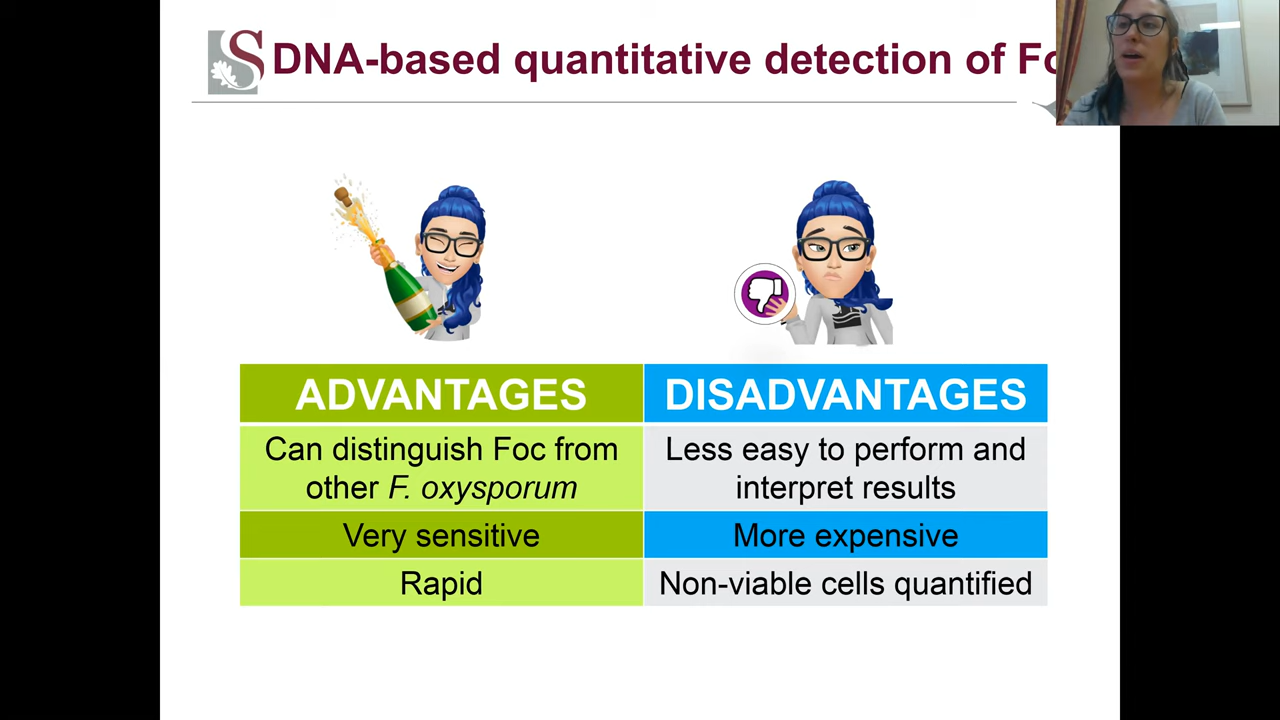 DNA-based quantitative detection of Fo
ADVANTAGES
DISADVANTAGES
Can distinguish Foc from
other F. oxysporum
Less easy to perform and
interpret results
Very sensitive
More expensive
Rapid
Non-viable cells quantified